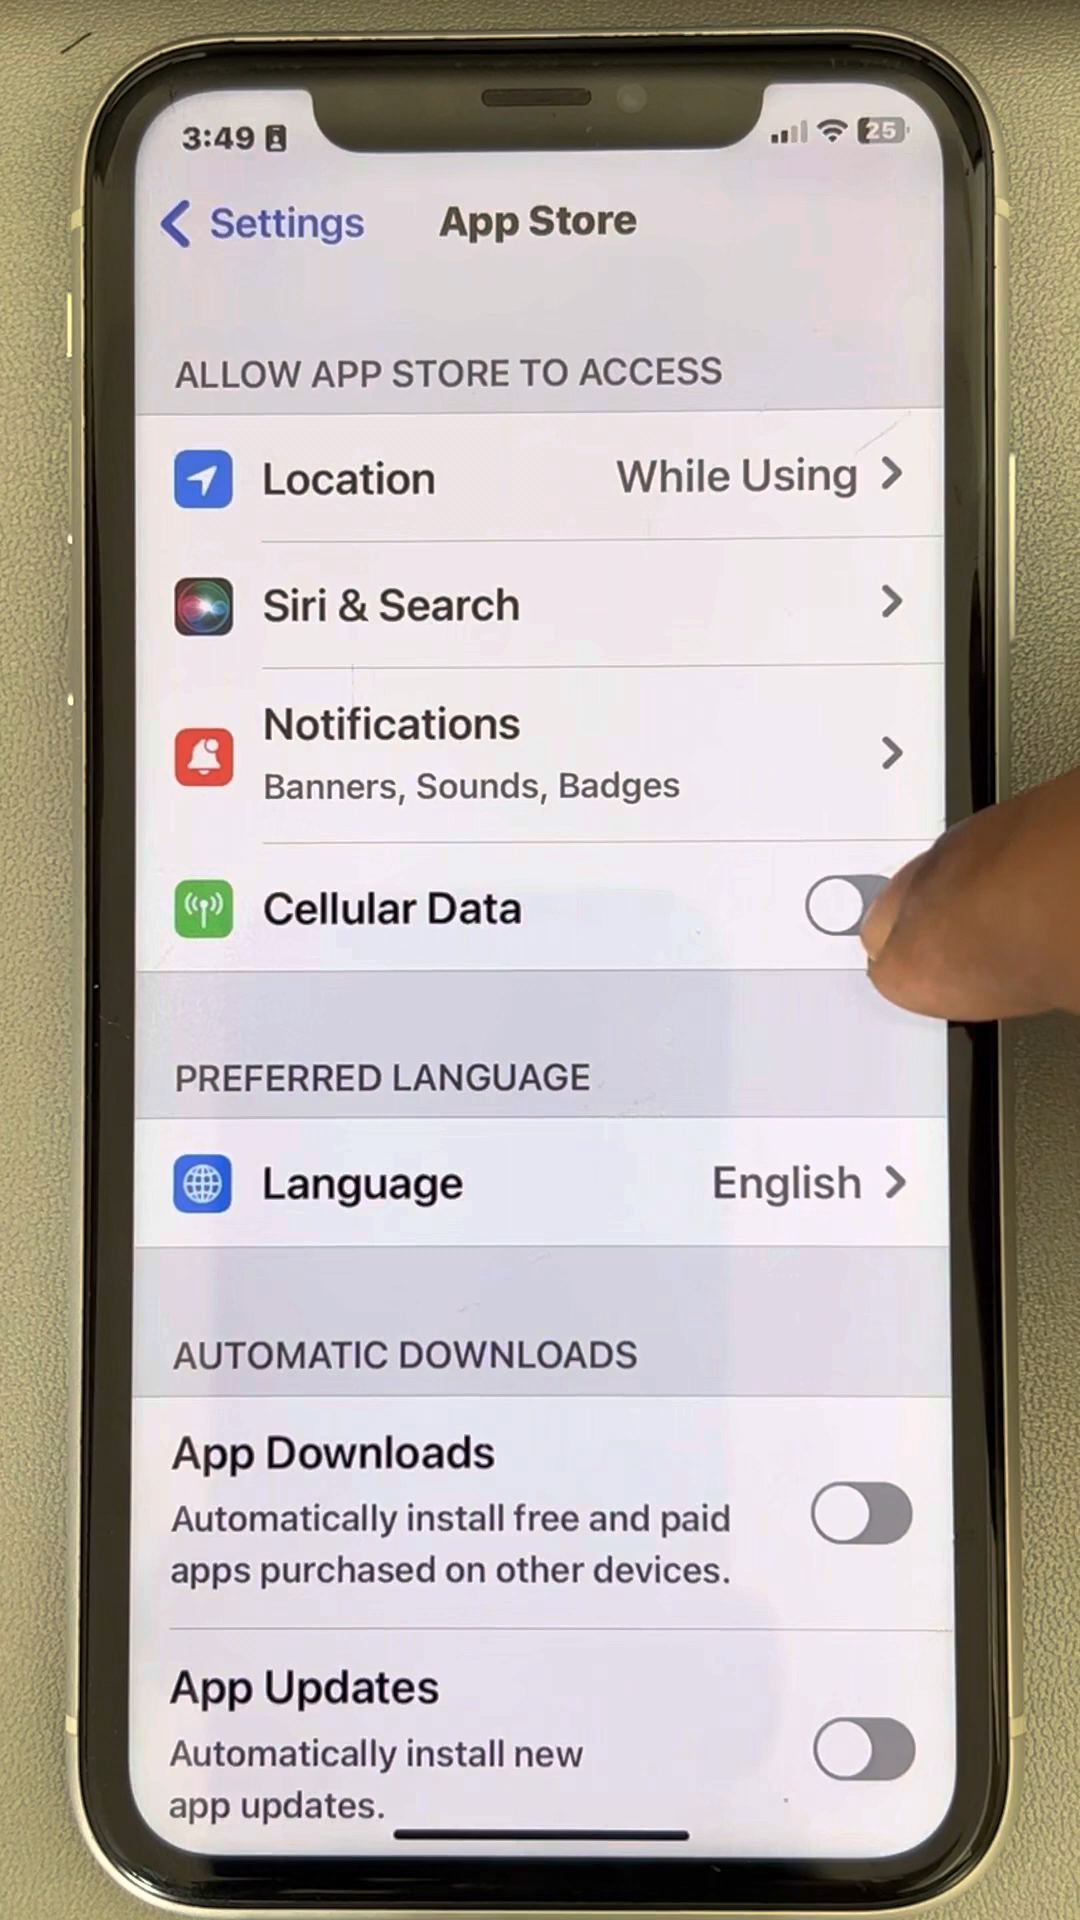 3:49
25
Settings
App Store
ALLOW APP STORE TO ACCESS
Location
While Using
Siri & Search
Notifications
Banners, Sounds, Badges
Cellular Data
PREFERRED LANGUAGE
Language
English
AUTOMATIC DOWNLOADS
App Downloads
Automatically install free and paid
apps purchased on other devices.
App Updates
Automatically install new
app updates.